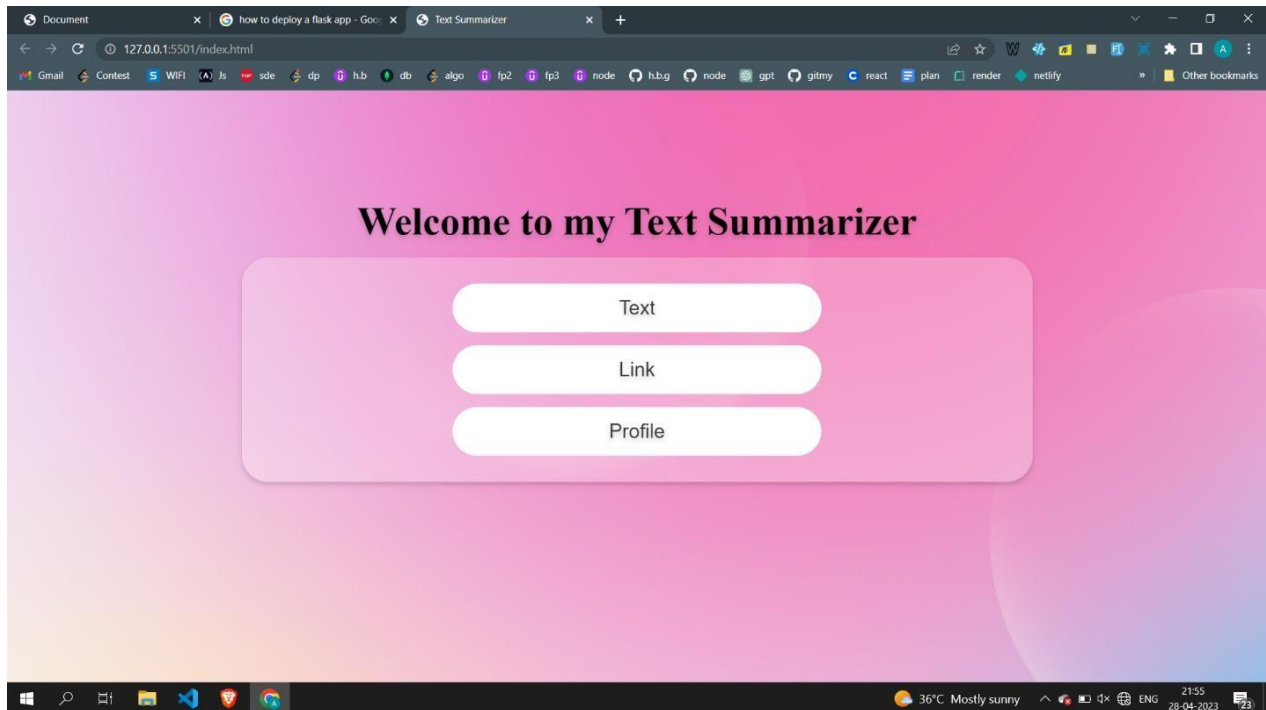 Document
how to deploy a flask app - Goo
Text Summarizer
127.0.0.1:5501/index.html
Gmail Contest WIFI Js sde dp h.b db algo fp2 fp3 node h.b.g node gpt gitmy react plan render netlify » Other bookmarks
Welcome to my Text Summarizer
Text
Link
Profile
36°C Mostly sunny ENG 21:55
28-04-2023 23